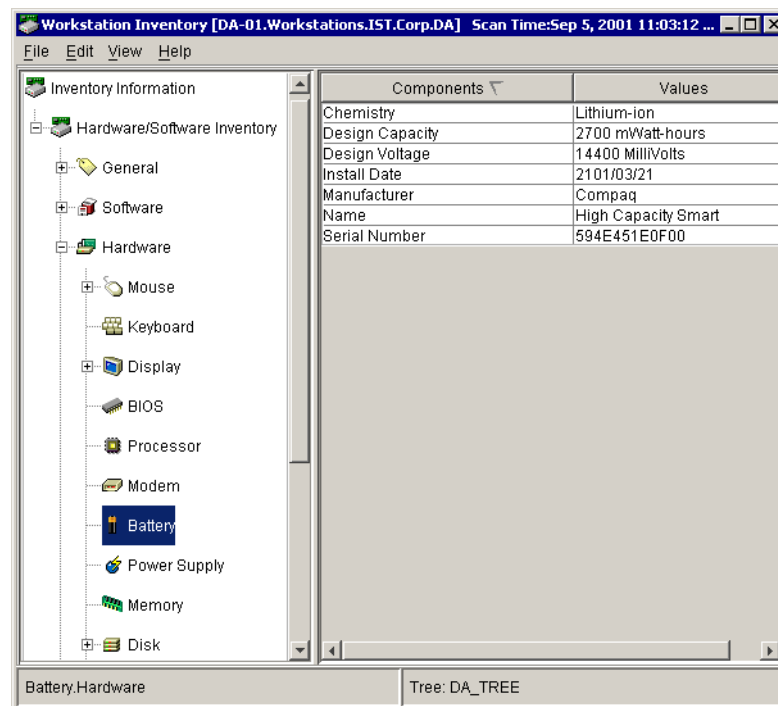 Workstation Inventory [DA-01.Workstations.IST.Corp.DA]   Scan Time:Sep 5, 2001 11:03:12 ...
File Edit View Help
Inventory Information
Hardware/Software Inventory
General
Software
Hardware
Mouse
Keyboard
Display
BIOS
Processor
Modem
Battery
Power Supply
Memory
Disk
Components Values
Chemistry Lithium-ion
Design Capacity 2700 mWatt-hours
Design Voltage 14400 MilliVolts
Install Date 2101/03/21
Manufacturer Compaq
Name High Capacity Smart
Serial Number 594E451E0F00
Battery.Hardware Tree: DA_TREE